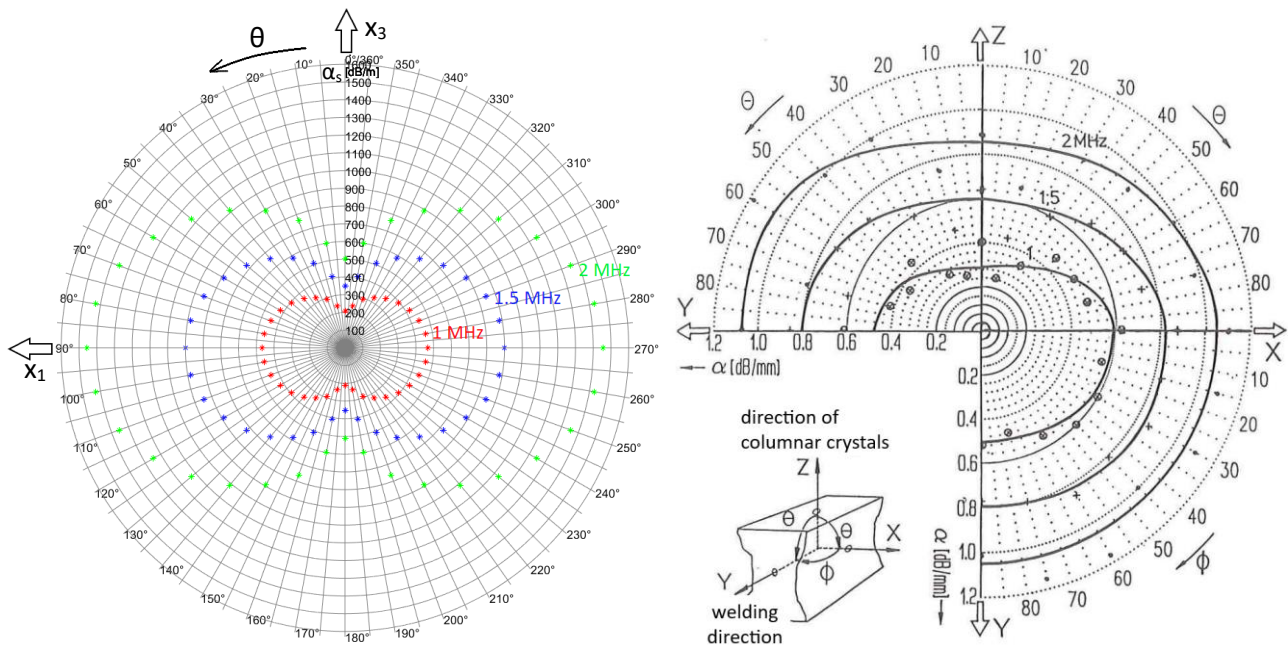 X₃
θ
αₛ [dB/m]
0°/360°
10° 20° 30° 40° 50° 60° 70° 80° 90° 100° 110° 120° 130° 140° 150° 160° 170° 180° 190° 200° 210° 220° 230° 240° 250° 260° 270° 280° 290° 300° 310° 320° 330° 340° 350°
1600
1500
1400
1300
1200
1100
1000
900
800
700
600
500
400
300
200
100
2 MHz
1.5 MHz
1 MHz
X₁
Z
10 20 30 40 50 60 70 80
10 20 30 40 50 60 70 80
Θ
Θ
2MHz
1,5
1
Y
X
1.2 1.0 0.8 0.6 0.4 0.2
α [dB/mm]
0.2
0.4
0.6
0.8
1.0
1.2
α [dB/mm]
10 20 30 40 50 60 70 80
ϕ
Y
direction of
columnar crystals
Z
Θ
Θ
X
ϕ
Y
welding
direction